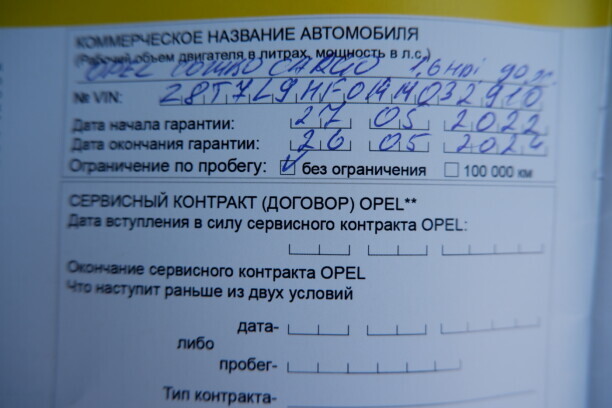 КОММЕРЧЕСКОЕ НАЗВАНИЕ АВТОМОБИЛЯ
(Рабочий объем двигателя в литрах, мощность в л.с.)
OPEL COMBO CARGO 1,6 HDi 90
№ VIN:
Дата начала гарантии: 27 05 2022
Дата окончания гарантии: 26 05 2024
Ограничение по пробегу: без ограничения 100 000 км
СЕРВИСНЫЙ КОНТРАКТ (ДОГОВОР) OPEL**
Дата вступления в силу сервисного контракта OPEL:
Окончание сервисного контракта OPEL
Что наступит раньше из двух условий
дата-
либо
пробег-
Тип контракта-